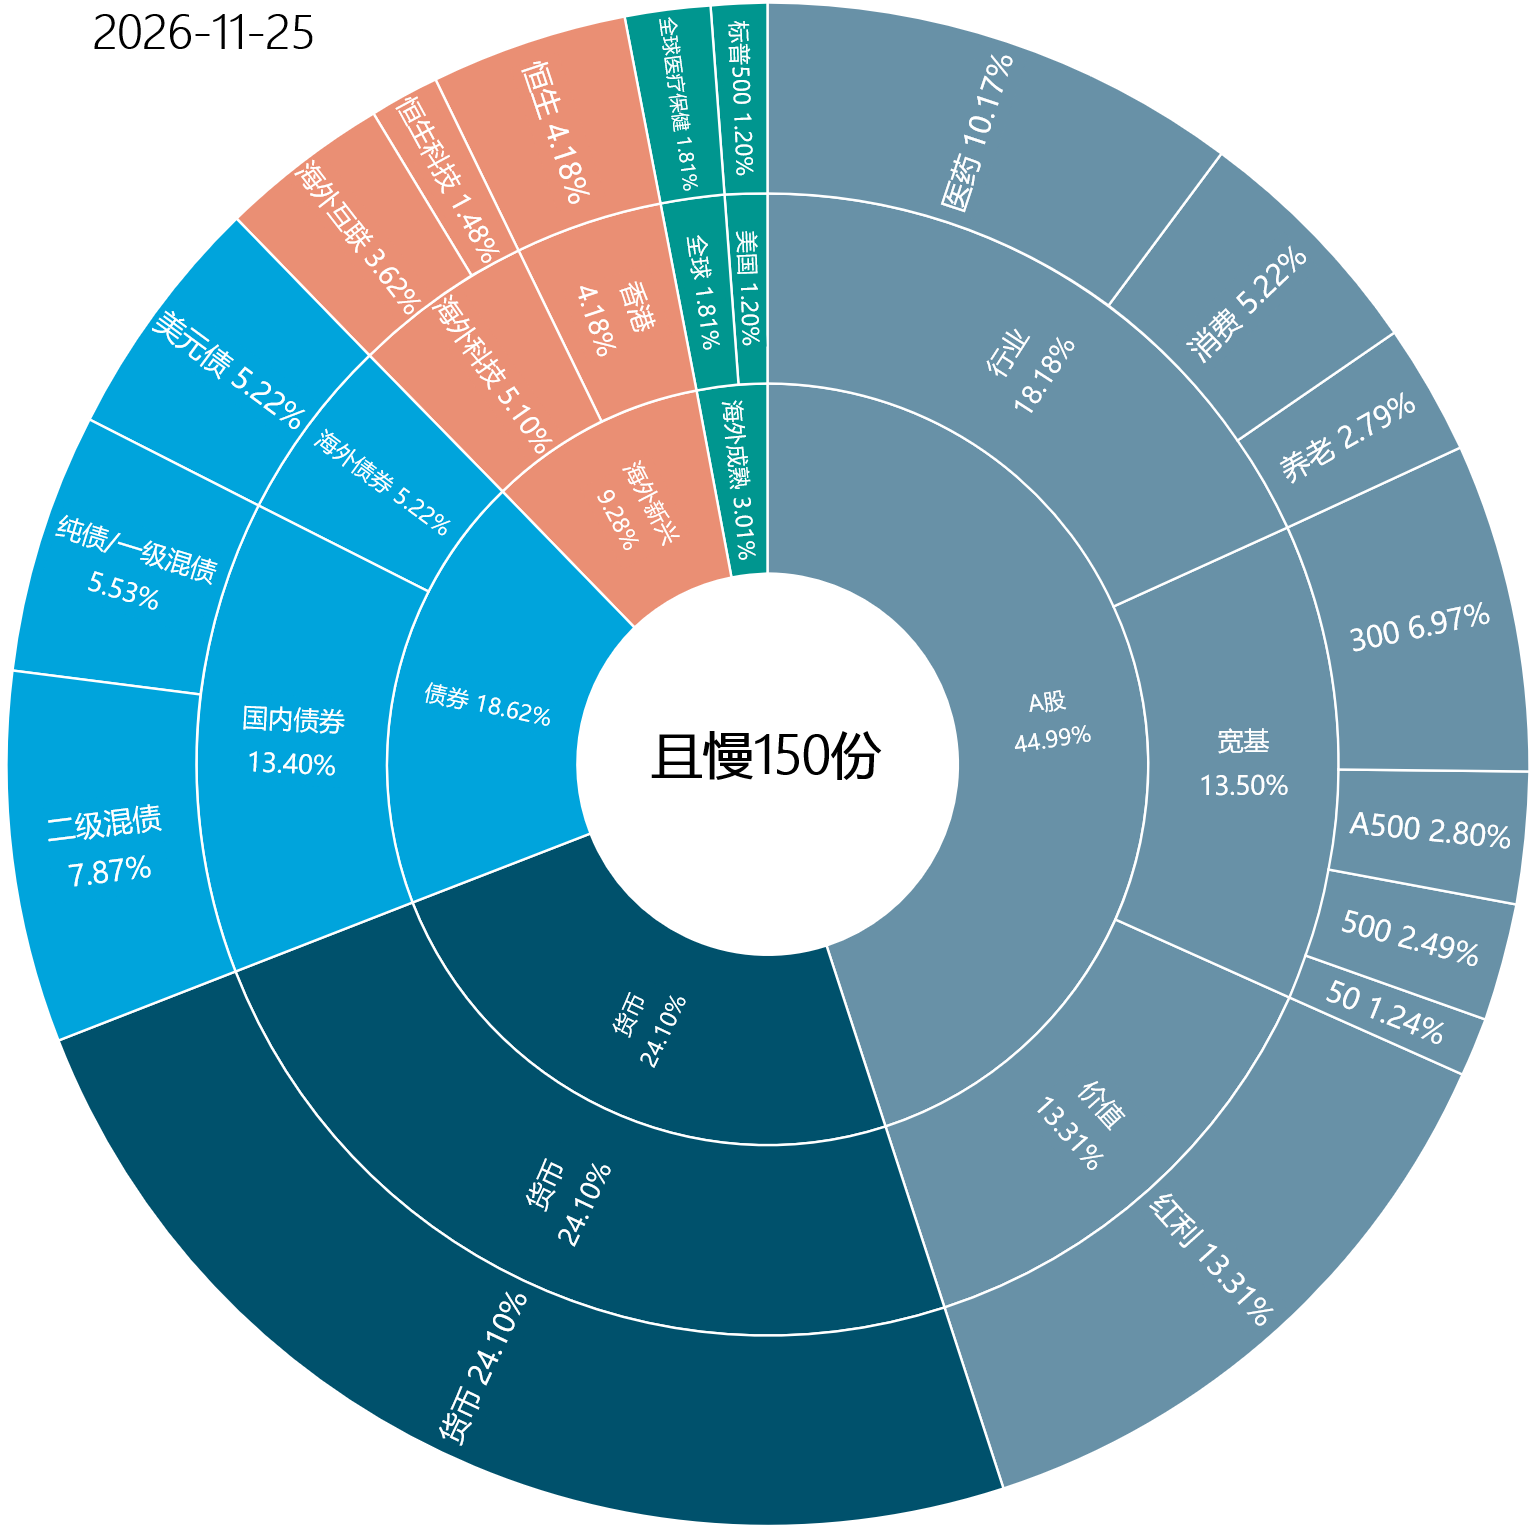 2026-11-25
且慢150份
A股
44.99%
行业
18.18%
医药 10.17%
消费 5.22%
养老 2.79%
宽基
13.50%
300 6.97%
A500 2.80%
500 2.49%
50 1.24%
价值
13.31%
红利 13.31%
货币
24.10%
货币
24.10%
货币 24.10%
债券 18.62%
国内债券
13.40%
二级混债
7.87%
纯债/一级混债
5.53%
海外债券 5.22%
美元债 5.22%
海外新兴
9.28%
海外科技 5.10%
海外互联 3.62%
恒生科技 1.48%
香港
4.18%
恒生 4.18%
海外成熟 3.01%
全球 1.81%
全球医疗保健 1.81%
美国 1.20%
标普500 1.20%